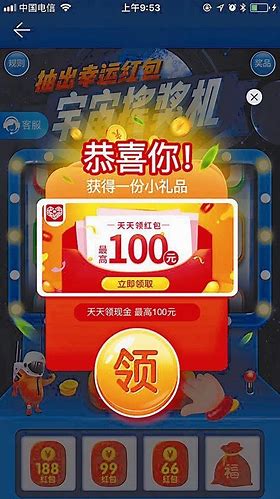 中国电信
上午9:53
规则
抽出幸运红包
奖品
宇宙摇奖机
客服
恭喜你！
获得一份小礼品
天天领红包
最高100元
立即领取
天天领现金 最高100元
领
188
红包
99
红包
66
红包
福